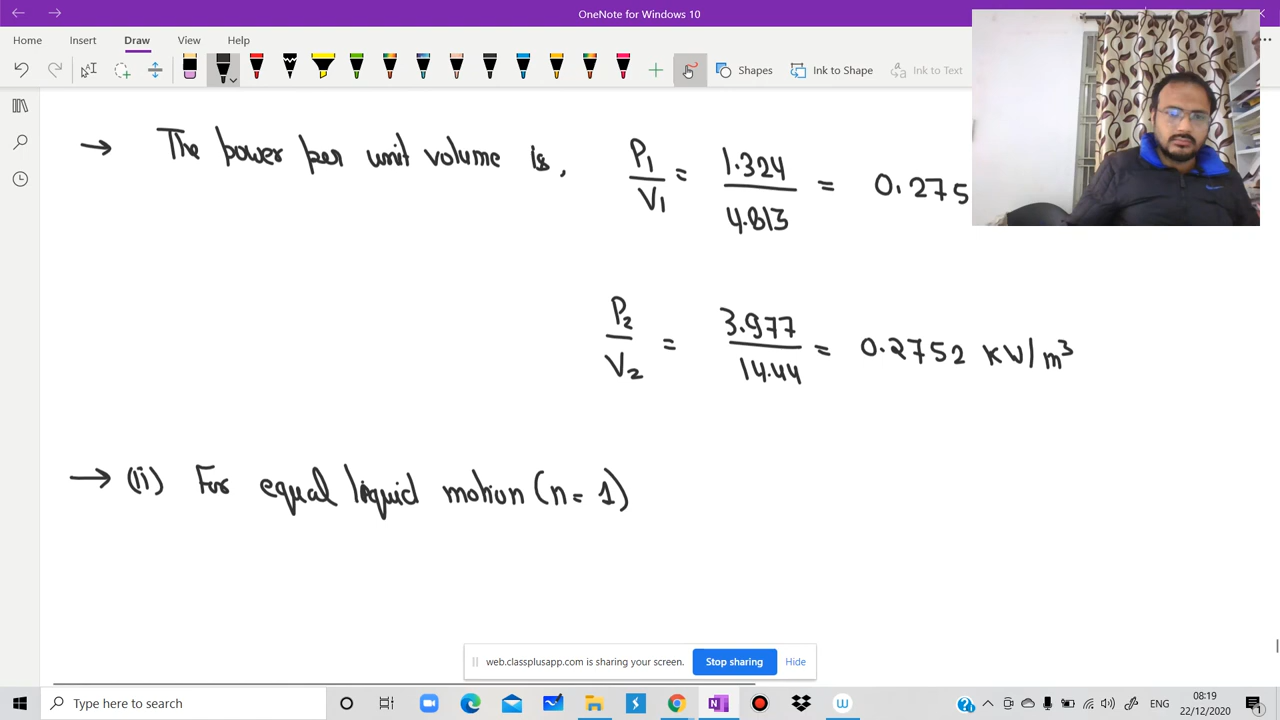 OneNote for Windows 10
Home Insert Draw View Help
Shapes Ink to Shape Ink to Text
→ The power per unit volume is, P1/V1 = 1.324/4.813 = 0.275
P2/V2 = 3.977/14.44 = 0.2752 KW/m³
→ (ii) For equal liquid motion (n = 1)
web.classplusapp.com is sharing your screen. Stop sharing Hide
Type here to search
ENG
08:19
22/12/2020